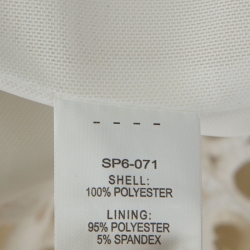 - - - -
SP6-071
SHELL:
100% POLYESTER
LINING:
95% POLYESTER
5% SPANDEX